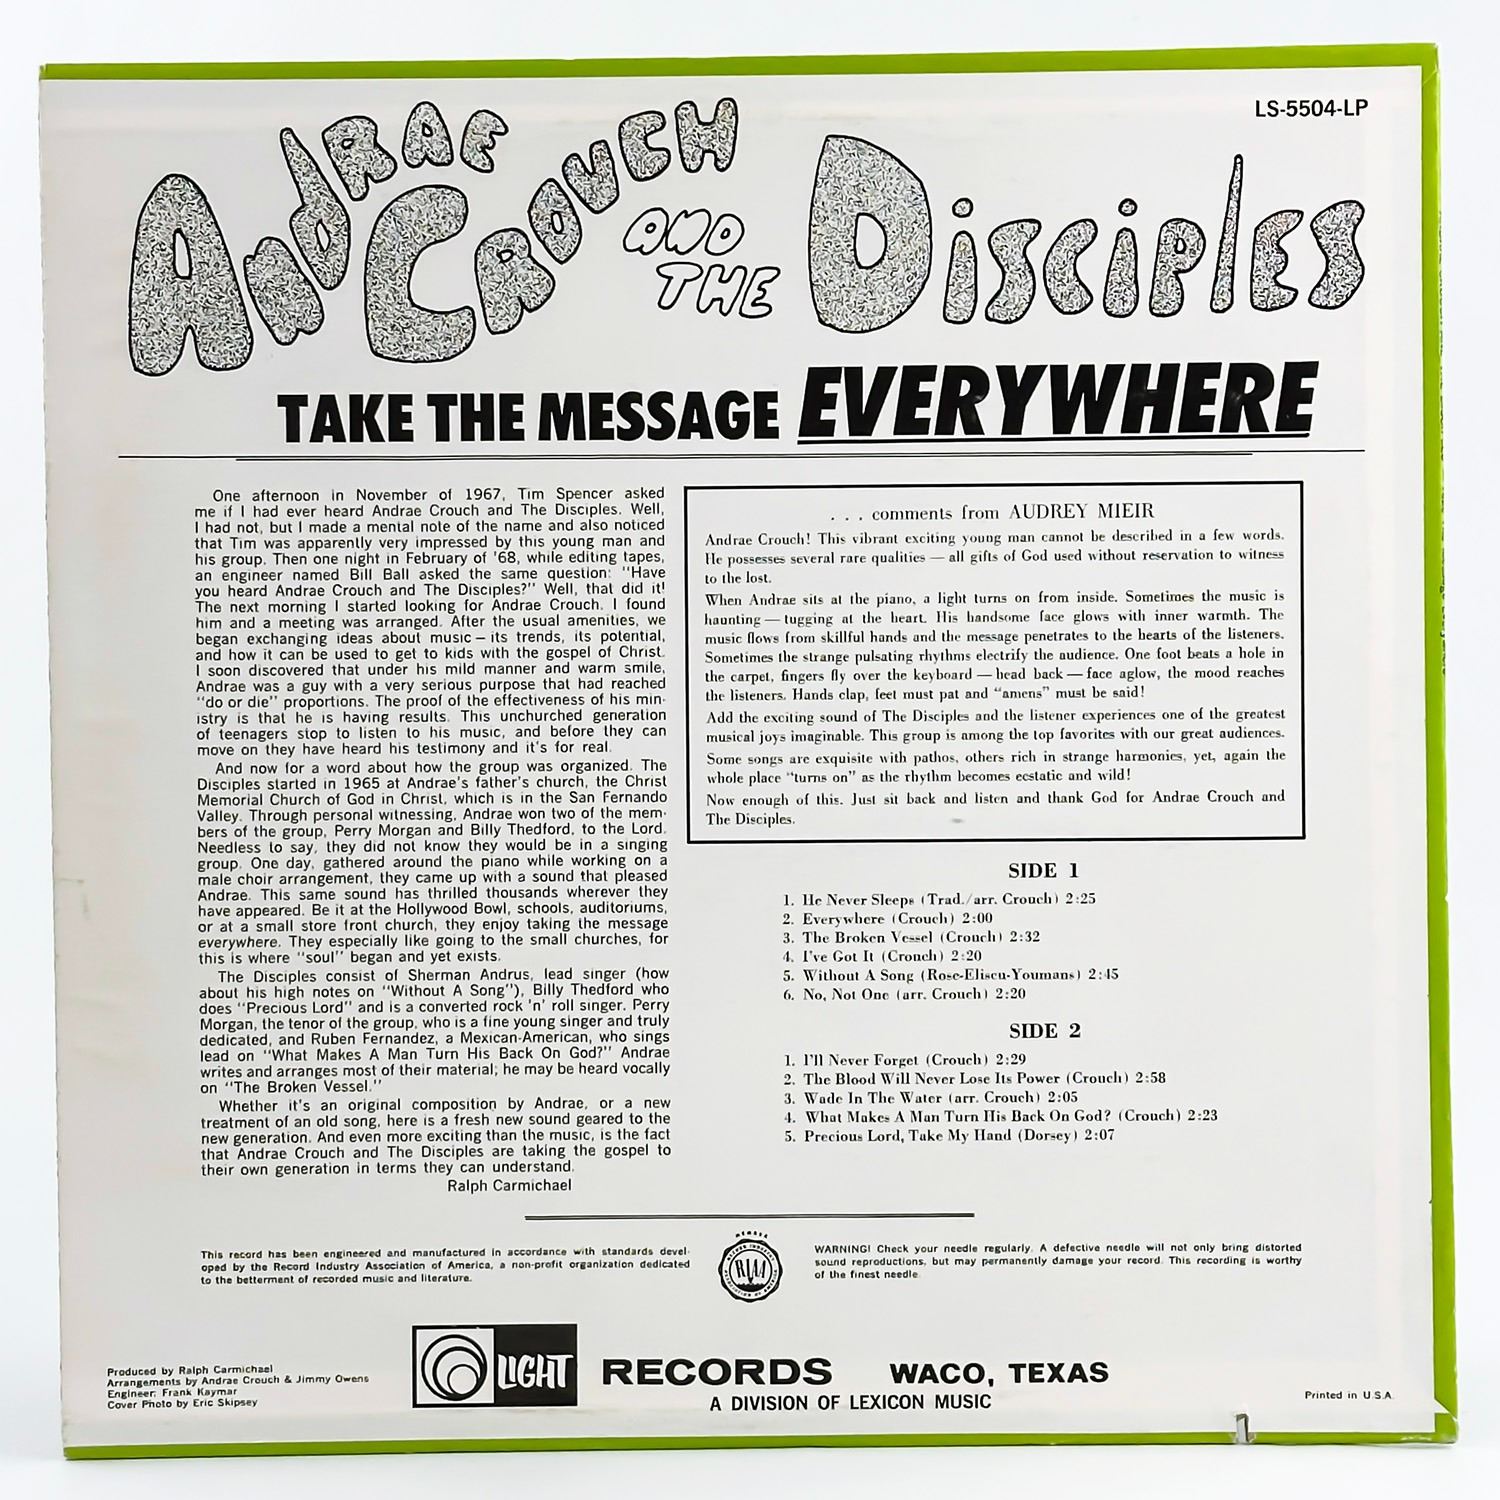 LS-5504-LP
Andrae Crouch and the Disciples
TAKE THE MESSAGE EVERYWHERE
One afternoon in November of 1967, Tim Spencer asked
me if I had ever heard Andrae Crouch and The Disciples. Well,
I had not, but I made a mental note of the name and also noticed
that Tim was apparently very impressed by this young man and
his group. Then one night in February of '68, while editing tapes,
an engineer named Bill Ball asked the same question: "Have
you heard Andrae Crouch and The Disciples?" Well, that did it!
The next morning I started looking for Andrae Crouch. I found
him and a meeting was arranged. After the usual amenities, we
began exchanging ideas about music – its trends, its potential,
and how it can be used to get to kids with the gospel of Christ.
I soon discovered that under his mild manner and warm smile,
Andrae was a guy with a very serious purpose that had reached
"do or die" proportions. The proof of the effectiveness of his min-
istry is that he is having results. This unchurched generation
of teenagers stop to listen to his music, and before they can
move on they have heard his testimony and it's for real.
And now for a word about how the group was organized. The
Disciples started in 1965 at Andrae's father's church, the Christ
Memorial Church of God in Christ, which is in the San Fernando
Valley. Through personal witnessing, Andrae won two of the mem-
bers of the group, Perry Morgan and Billy Thedford, to the Lord.
Needless to say, they did not know they would be in a singing
group. One day, gathered around the piano while working on a
male choir arrangement, they came up with a sound that pleased
Andrae. This same sound has thrilled thousands wherever they
have appeared. Be it at the Hollywood Bowl, schools, auditoriums,
or at a small store front church, they enjoy taking the message
everywhere. They especially like going to the small churches, for
this is where "soul" began and yet exists.
The Disciples consist of Sherman Andrus, lead singer (how
about his high notes on "Without A Song"), Billy Thedford who
does "Precious Lord" and is a converted rock 'n' roll singer. Perry
Morgan, the tenor of the group, who is a fine young singer and truly
dedicated, and Ruben Fernandez, a Mexican-American, who sings
lead on "What Makes A Man Turn His Back On God?" Andrae
writes and arranges most of their material; he may be heard vocally
on "The Broken Vessel."
Whether it's an original composition by Andrae, or a new
treatment of an old song, here is a fresh new sound geared to the
new generation. And even more exciting than the music, is the fact
that Andrae Crouch and The Disciples are taking the gospel to
their own generation in terms they can understand.
Ralph Carmichael
. . . comments from AUDREY MIEIR
Andrae Crouch! This vibrant exciting young man cannot be described in a few words.
He possesses several rare qualities — all gifts of God used without reservation to witness
to the lost.
When Andrae sits at the piano, a light turns on from inside. Sometimes the music is
haunting — tugging at the heart. His handsome face glows with inner warmth. The
music flows from skillful hands and the message penetrates to the hearts of the listeners.
Sometimes the strange pulsating rhythms electrify the audience. One foot beats a hole in
the carpet, fingers fly over the keyboard — head back — face aglow, the mood reaches
the listeners. Hands clap, feet must pat and "amens" must be said!
Add the exciting sound of The Disciples and the listener experiences one of the greatest
musical joys imaginable. This group is among the top favorites with our great audiences.
Some songs are exquisite with pathos, others rich in strange harmonies, yet, again the
whole place "turns on" as the rhythm becomes ecstatic and wild!
Now enough of this. Just sit back and listen and thank God for Andrae Crouch and
The Disciples.
SIDE 1
1. He Never Sleeps (Trad./arr. Crouch) 2:25
2. Everywhere (Crouch) 2:00
3. The Broken Vessel (Crouch) 2:32
4. I've Got It (Crouch) 2:20
5. Without A Song (Rose-Eliscu-Youmans) 2:45
6. No, Not One (arr. Crouch) 2:20
SIDE 2
1. I'll Never Forget (Crouch) 2:29
2. The Blood Will Never Lose Its Power (Crouch) 2:58
3. Wade In The Water (arr. Crouch) 2:05
4. What Makes A Man Turn His Back On God? (Crouch) 2:23
5. Precious Lord, Take My Hand (Dorsey) 2:07
This record has been engineered and manufactured in accordance with standards devel-
oped by the Record Industry Association of America, a non-profit organization dedicated
to the betterment of recorded music and literature.
MEMBER
RIAA
WARNING! Check your needle regularly. A defective needle will not only bring distorted
sound reproductions, but may permanently damage your record. This recording is worthy
of the finest needle.
Produced by Ralph Carmichael
Arrangements by Andrae Crouch & Jimmy Owens
Engineer: Frank Kaymar
Cover Photo by Eric Skipsey
LIGHT RECORDS WACO, TEXAS
A DIVISION OF LEXICON MUSIC
Printed in U.S.A.